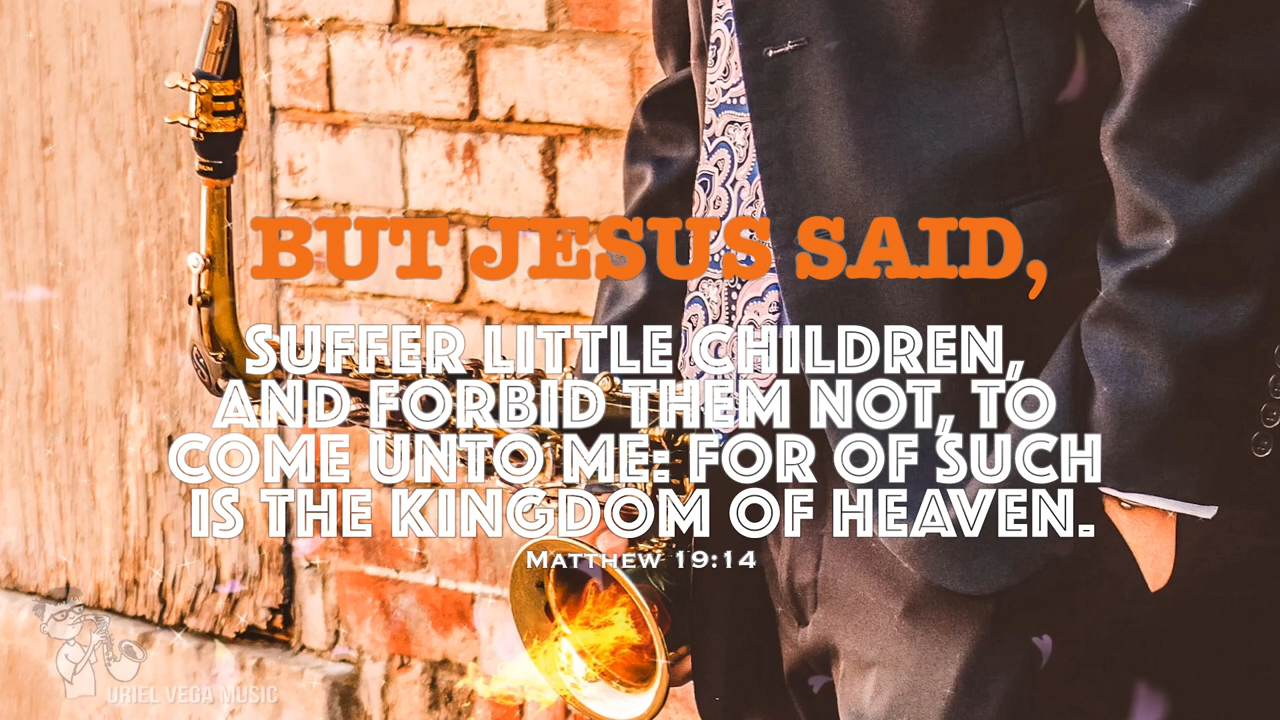 BUT JESUS SAID,
SUFFER LITTLE CHILDREN,
AND FORBID THEM NOT, TO
COME UNTO ME: FOR OF SUCH
IS THE KINGDOM OF HEAVEN.
MATTHEW 19:14
URIEL VEGA MUSIC